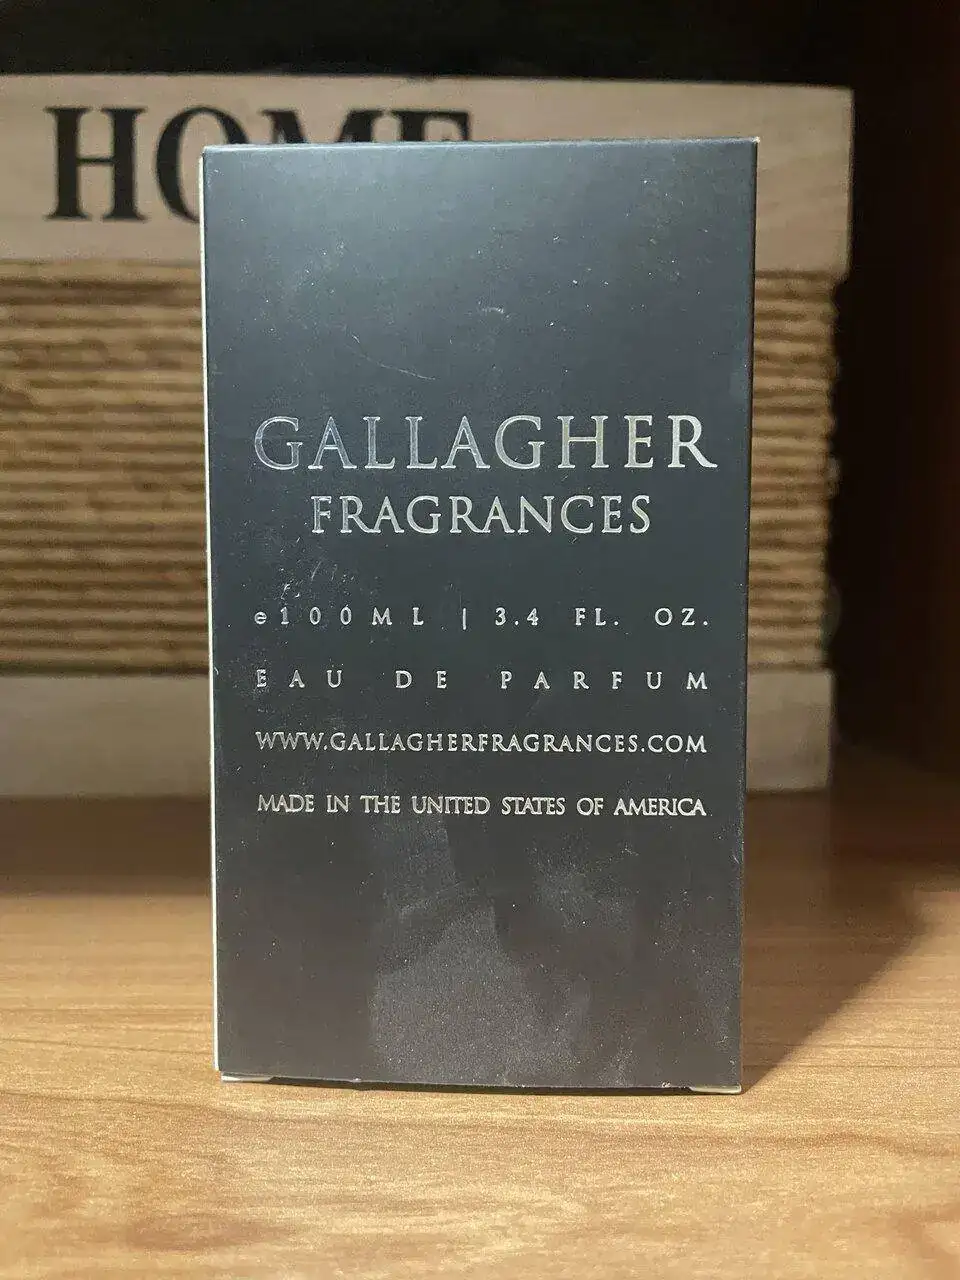 HOME
GALLAGHER
FRAGRANCES
e100ML | 3.4 FL. OZ.
EAU DE PARFUM
WWW.GALLAGHERFRAGRANCES.COM
MADE IN THE UNITED STATES OF AMERICA